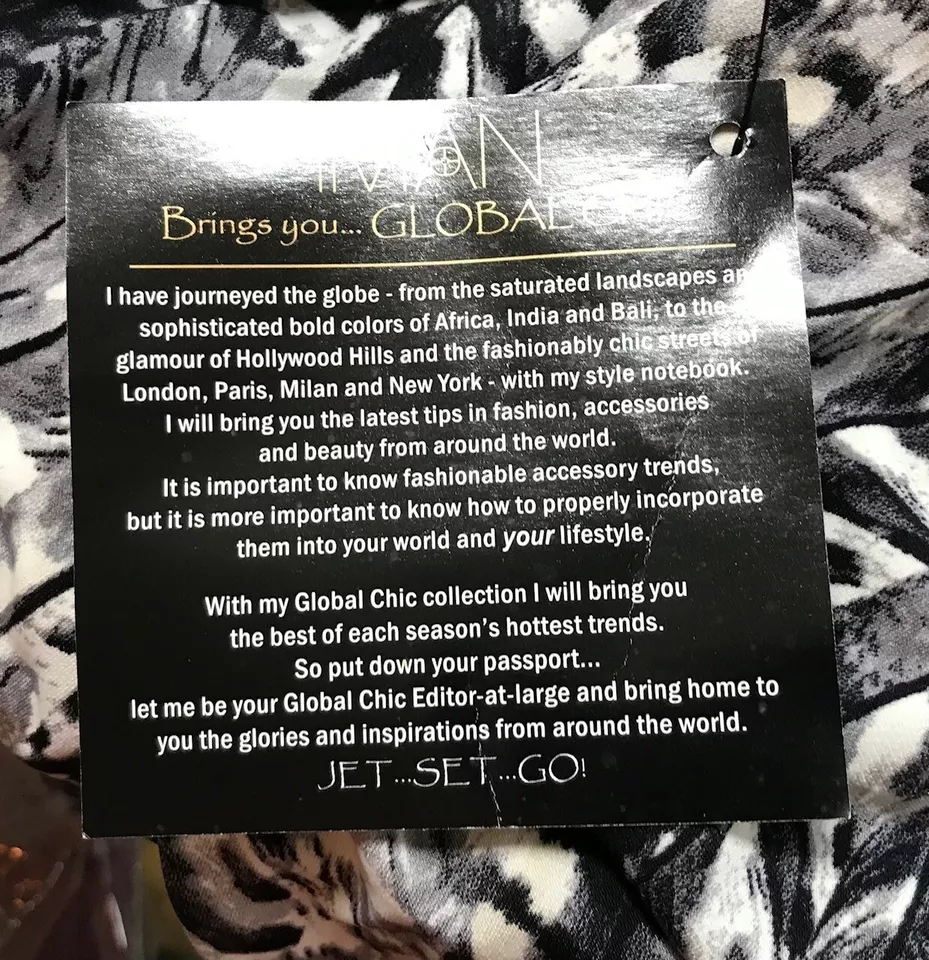 IMAN
Brings you... GLOBAL
I have journeyed the globe - from the saturated landscapes
sophisticated bold colors of Africa, India and Bali; to the
glamour of Hollywood Hills and the fashionably chic streets of
London, Paris, Milan and New York - with my style notebook.
I will bring you the latest tips in fashion, accessories
and beauty from around the world.
It is important to know fashionable accessory trends,
but it is more important to know how to properly incorporate
them into your world and your lifestyle.
With my Global Chic collection I will bring you
the best of each season's hottest trends.
So put down your passport...
let me be your Global Chic Editor-at-large and bring home to
you the glories and inspirations from around the world.
JET...SET...GO!